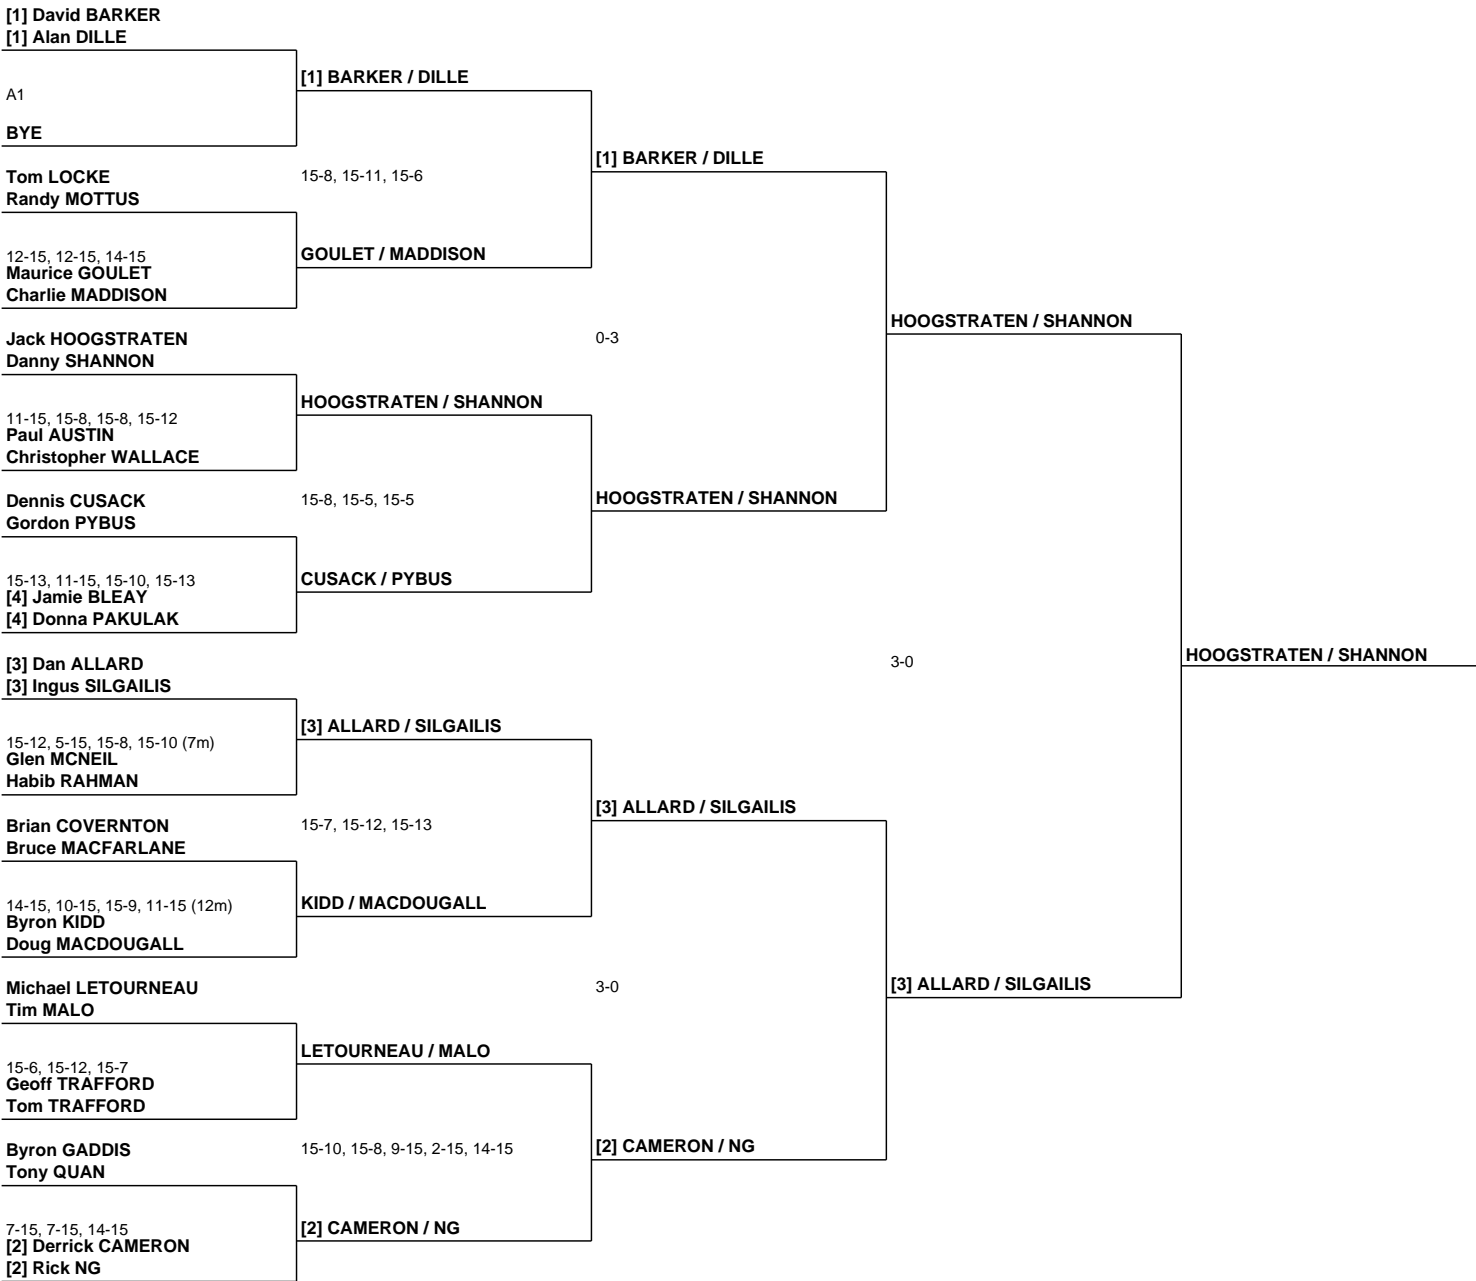 [1] David BARKER
[1] Alan DILLE
[1] BARKER / DILLE
A1
BYE
[1] BARKER / DILLE
Tom LOCKE
15-8, 15-11, 15-6
Randy MOTTUS
12-15, 12-15, 14-15
GOULET / MADDISON
Maurice GOULET
Charlie MADDISON
HOOGSTRATEN / SHANNON
Jack HOOGSTRATEN
0-3
Danny SHANNON
HOOGSTRATEN / SHANNON
11-15, 15-8, 15-8, 15-12
Paul AUSTIN
Christopher WALLACE
Dennis CUSACK
15-8, 15-5, 15-5
HOOGSTRATEN / SHANNON
Gordon PYBUS
15-13, 11-15, 15-10, 15-13
CUSACK / PYBUS
[4] Jamie BLEAY
[4] Donna PAKULAK
[3] Dan ALLARD
3-0
HOOGSTRATEN / SHANNON
[3] Ingus SILGAILIS
[3] ALLARD / SILGAILIS
15-12, 5-15, 15-8, 15-10 (7m)
Glen MCNEIL
Habib RAHMAN
[3] ALLARD / SILGAILIS
Brian COVERNTON
15-7, 15-12, 15-13
Bruce MACFARLANE
14-15, 10-15, 15-9, 11-15 (12m)
KIDD / MACDOUGALL
Byron KIDD
Doug MACDOUGALL
Michael LETOURNEAU
3-0
[3] ALLARD / SILGAILIS
Tim MALO
LETOURNEAU / MALO
15-6, 15-12, 15-7
Geoff TRAFFORD
Tom TRAFFORD
Byron GADDIS
15-10, 15-8, 9-15, 2-15, 14-15
[2] CAMERON / NG
Tony QUAN
7-15, 7-15, 14-15
[2] CAMERON / NG
[2] Derrick CAMERON
[2] Rick NG